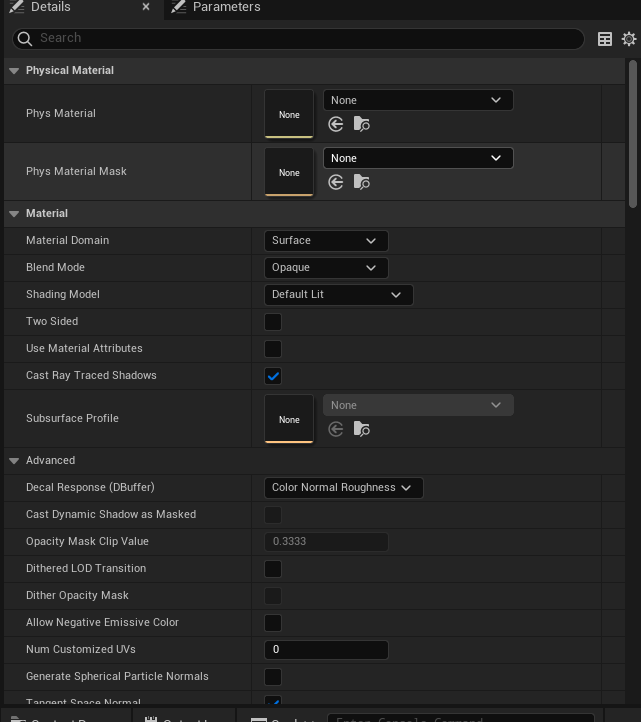 Details
Parameters
Search
Physical Material
Phys Material
None
None
Phys Material Mask
None
None
Material
Material Domain
Surface
Blend Mode
Opaque
Shading Model
Default Lit
Two Sided
Use Material Attributes
Cast Ray Traced Shadows
Subsurface Profile
None
None
Advanced
Decal Response (DBuffer)
Color Normal Roughness
Cast Dynamic Shadow as Masked
Opacity Mask Clip Value
0.3333
Dithered LOD Transition
Dither Opacity Mask
Allow Negative Emissive Color
Num Customized UVs
0
Generate Spherical Particle Normals
Tangent Space Normal
Enter Console Command